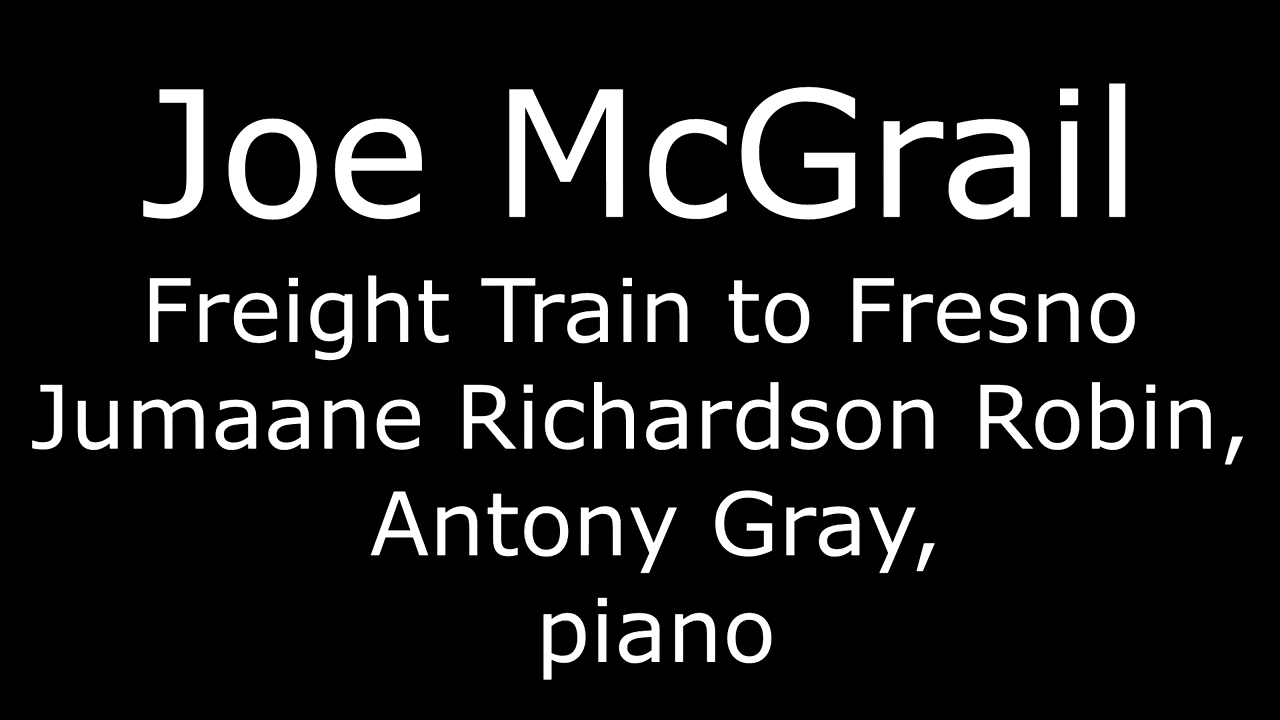 Joe McGrail
Freight Train to Fresno
Jumaane Richardson Robin,
Antony Gray,
piano